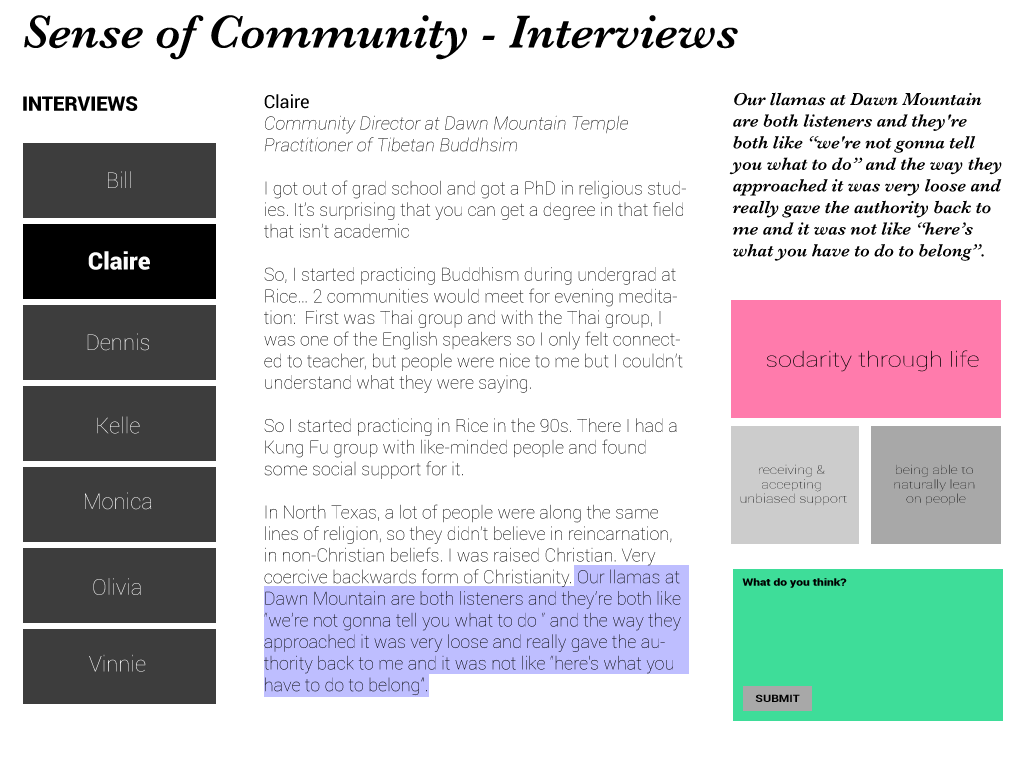 Sense of Community - Interviews
INTERVIEWS
Bill
Claire
Dennis
Kelle
Monica
Olivia
Vinnie
Claire
Community Director at Dawn Mountain Temple
Practitioner of Tibetan Buddhsim
I got out of grad school and got a PhD in religious stud-
ies. It’s surprising that you can get a degree in that field
that isn’t academic
So, I started practicing Buddhism during undergrad at
Rice... 2 communities would meet for evening medita-
tion:  First was Thai group and with the Thai group, I
was one of the English speakers so I only felt connect-
ed to teacher, but people were nice to me but I couldn’t
understand what they were saying.
So I started practicing in Rice in the 90s. There I had a
Kung Fu group with like-minded people and found
some social support for it.
In North Texas, a lot of people were along the same
lines of religion, so they didn’t believe in reincarnation,
in non-Christian beliefs. I was raised Christian. Very
coercive backwards form of Christianity. Our llamas at
Dawn Mountain are both listeners and they’re both like
“we’re not gonna tell you what to do ” and the way they
approached it was very loose and really gave the au-
thority back to me and it was not like “here’s what you
have to do to belong”.
Our llamas at Dawn Mountain
are both listeners and they're
both like “we're not gonna tell
you what to do” and the way they
approached it was very loose and
really gave the authority back to
me and it was not like “here’s
what you have to do to belong”.
sodarity through life
receiving &
accepting
unbiased support
being able to
naturally lean
on people
What do you think?
SUBMIT